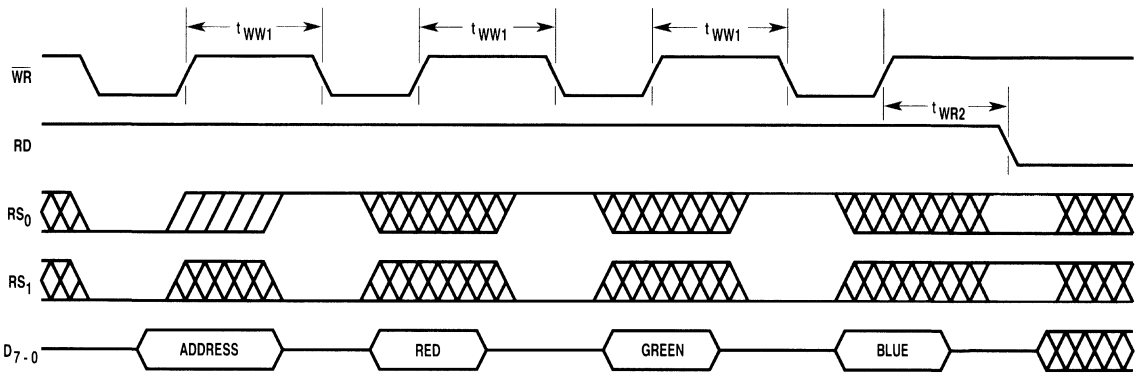 tWW1 tWW1 tWW1
WR
tWR2
RD
RS0
RS1
D7-0 ADDRESS RED GREEN BLUE